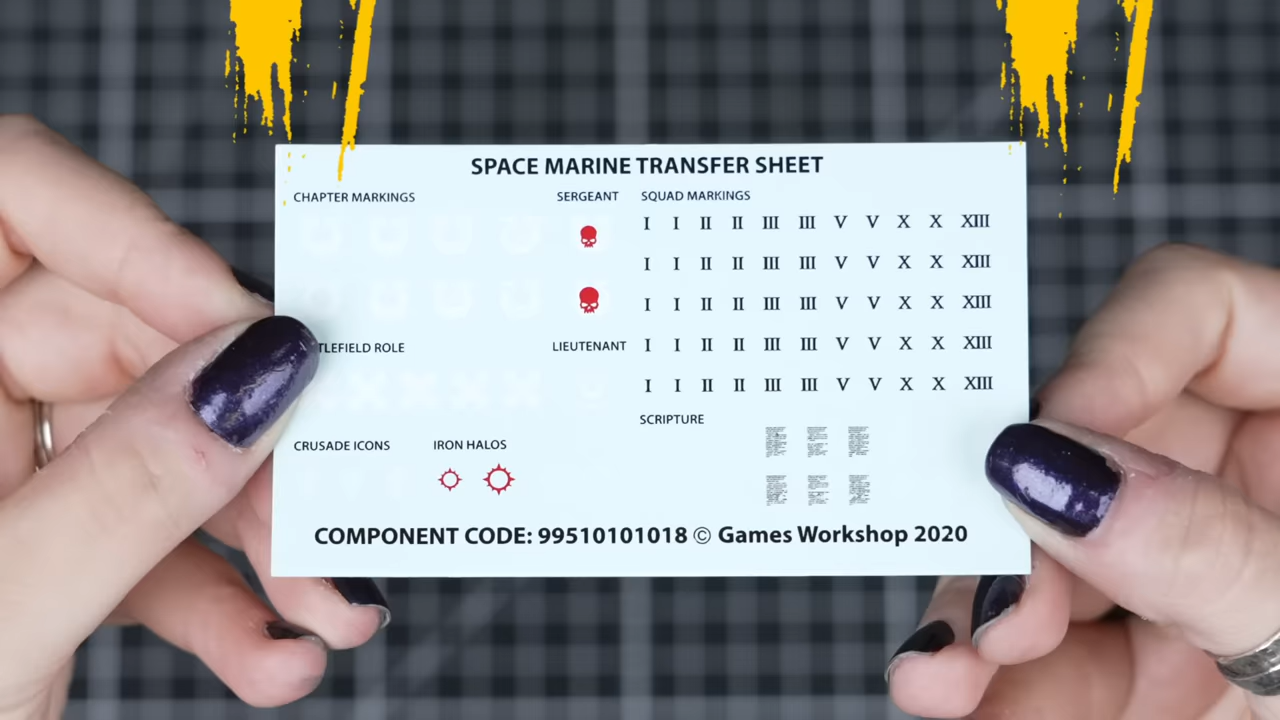 SPACE MARINE TRANSFER SHEET
CHAPTER MARKINGS
SERGEANT
SQUAD MARKINGS
I I II II III III V V X X XIII
I I II II III III V V X X XIII
I I II II III III V V X X XIII
TLEFIELD ROLE
LIEUTENANT
I I II II III III V V X X XIII
I I II II III III V V X X XIII
SCRIPTURE
CRUSADE ICONS
IRON HALOS
COMPONENT CODE: 99510101018 © Games Workshop 2020